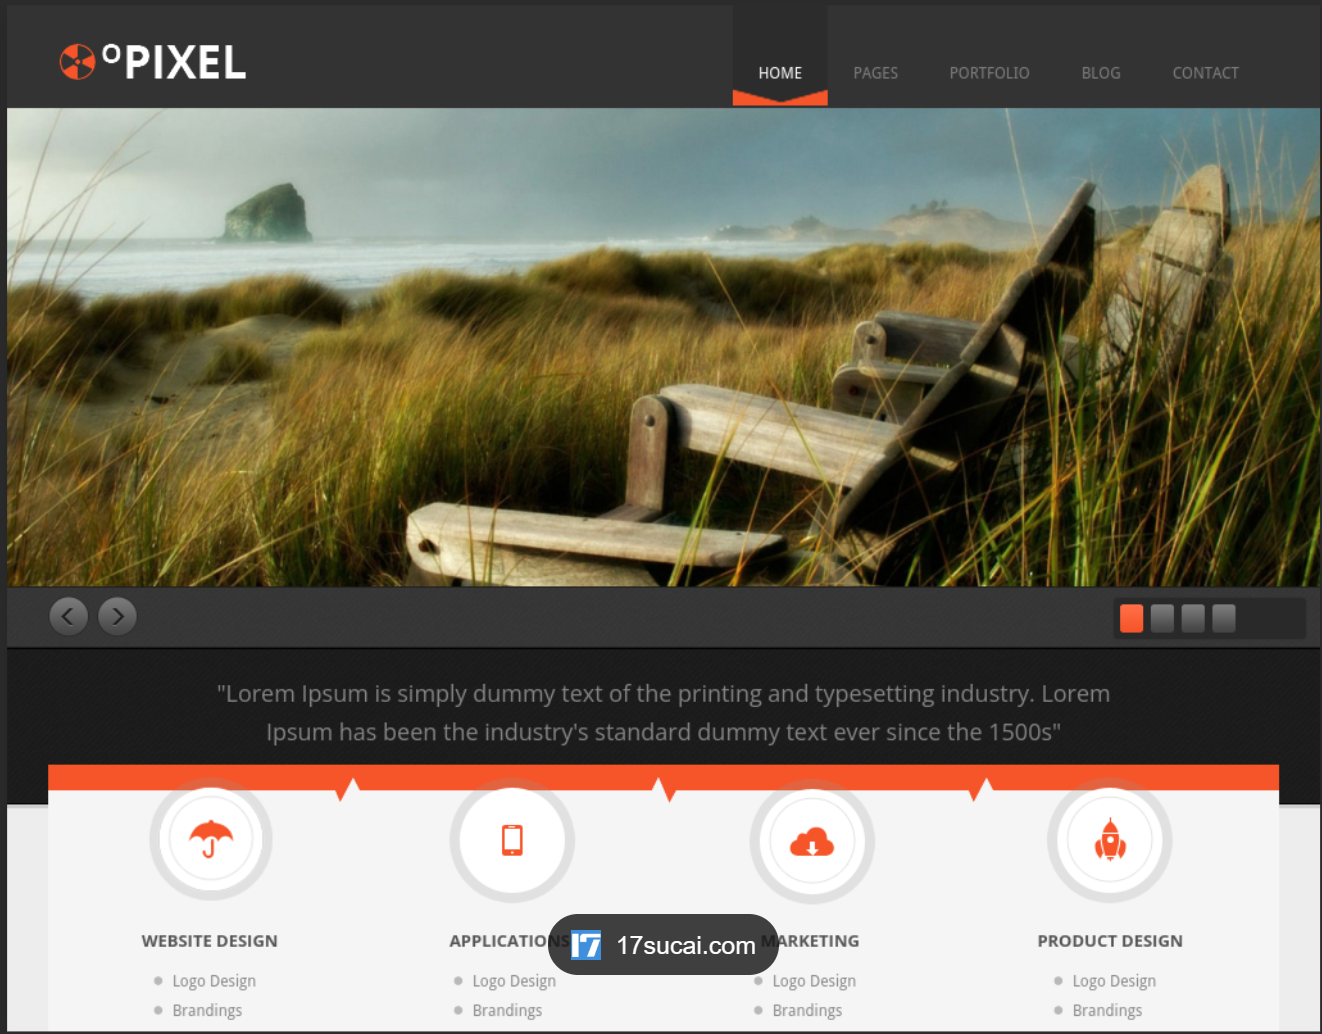 °PIXEL
HOME
PAGES
PORTFOLIO
BLOG
CONTACT
"Lorem Ipsum is simply dummy text of the printing and typesetting industry. Lorem
Ipsum has been the industry's standard dummy text ever since the 1500s"
WEBSITE DESIGN
Logo Design
Brandings
APPLICATIONS
Logo Design
Brandings
MARKETING
Logo Design
Brandings
PRODUCT DESIGN
Logo Design
Brandings
17 17sucai.com